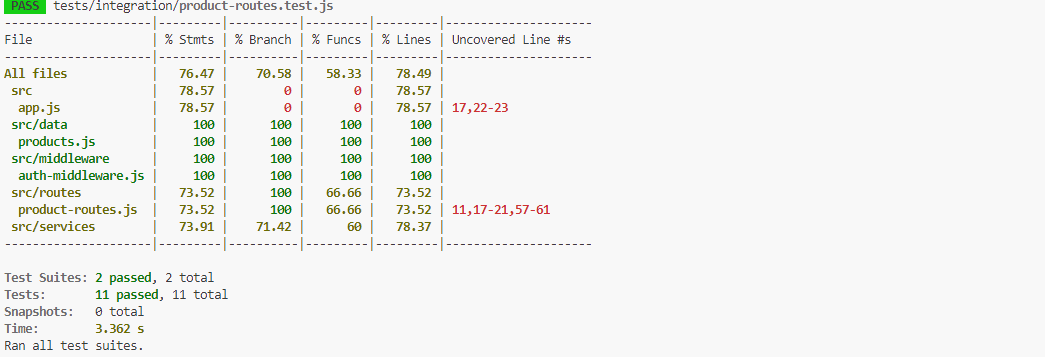 PASS tests/integration/product-routes.test.js
--------------------|---------|----------|---------|---------|-------------------
File                | % Stmts | % Branch | % Funcs | % Lines | Uncovered Line #s
--------------------|---------|----------|---------|---------|-------------------
All files           |   76.47 |    70.58 |   58.33 |   78.49 |
 src                |   78.57 |        0 |       0 |   78.57 |
  app.js            |   78.57 |        0 |       0 |   78.57 | 17,22-23
 src/data           |     100 |      100 |     100 |     100 |
  products.js       |     100 |      100 |     100 |     100 |
 src/middleware     |     100 |      100 |     100 |     100 |
  auth-middleware.js |     100 |      100 |     100 |     100 |
 src/routes         |   73.52 |      100 |   66.66 |   73.52 |
  product-routes.js |   73.52 |      100 |   66.66 |   73.52 | 11,17-21,57-61
 src/services       |   73.91 |    71.42 |      60 |   78.37 |
--------------------|---------|----------|---------|---------|-------------------
Test Suites: 2 passed, 2 total
Tests:       11 passed, 11 total
Snapshots:   0 total
Time:        3.362 s
Ran all test suites.